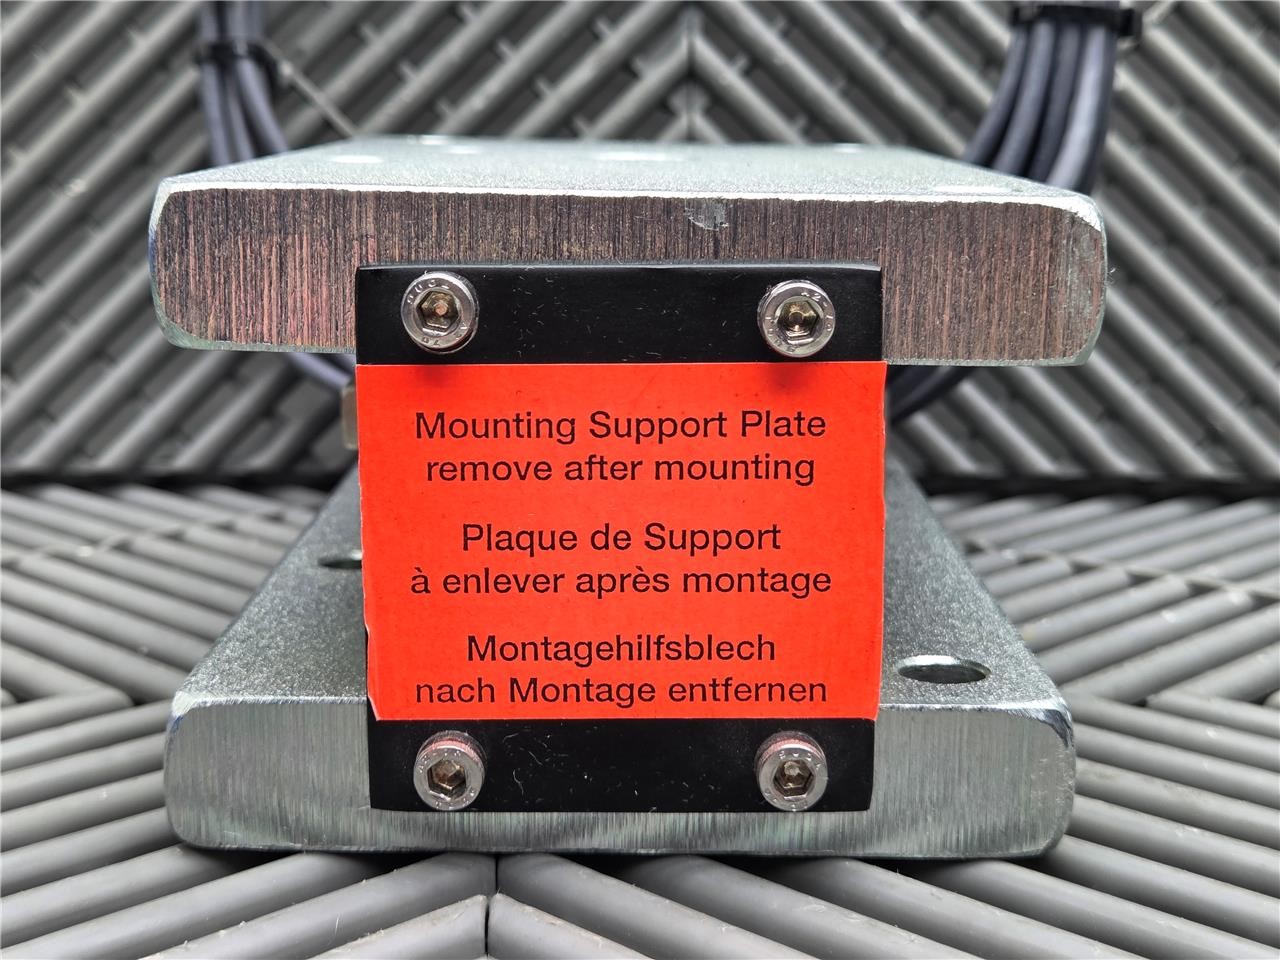 Mounting Support Plate
remove after mounting
Plaque de Support
à enlever après montage
Montagehilfsblech
nach Montage entfernen